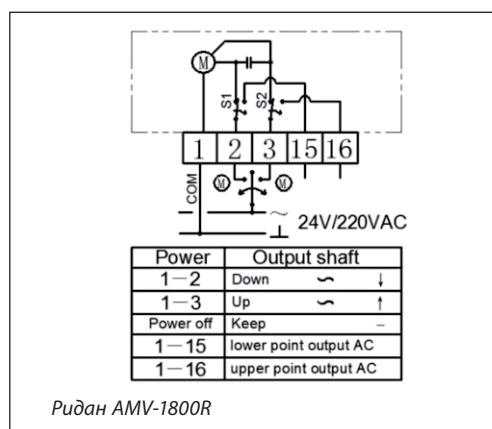 M
S1
S2
1 2 3 15 16
COM
M M
~ 24V/220VAC
Power Output shaft
1—2 Down ∽ ↓
1—3 Up ∽ ↑
Power off Keep –
1—15 lower point output AC
1—16 upper point output AC
Ридан AMV-1800R